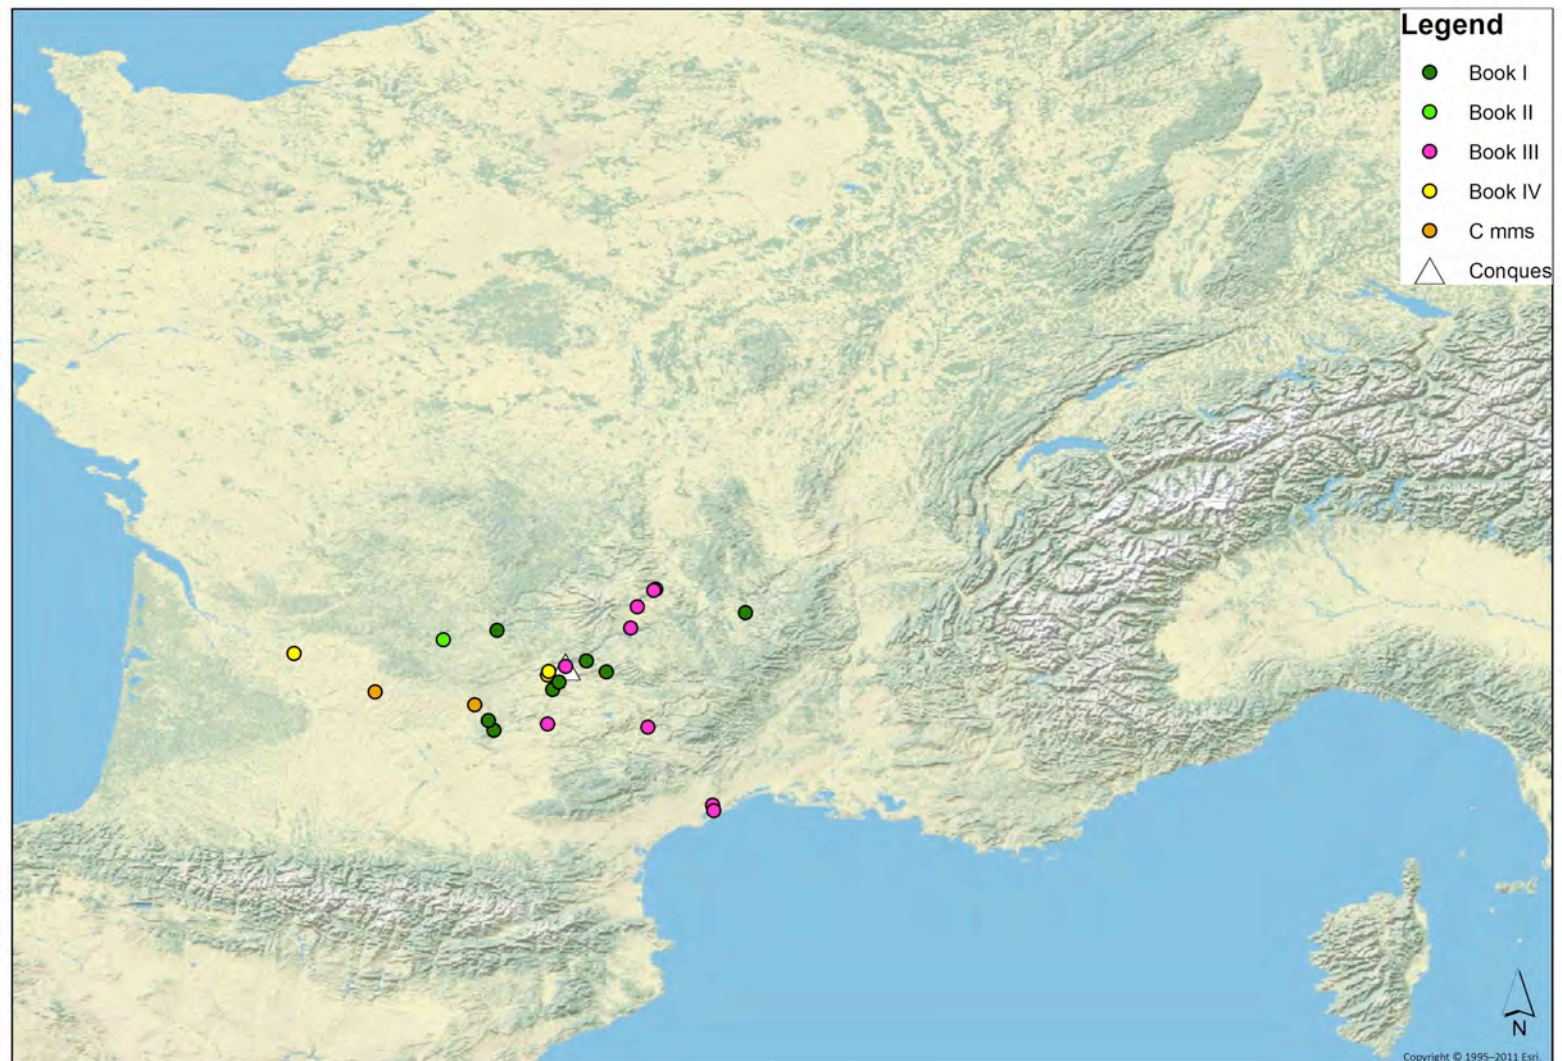 Legend
Book I
Book II
Book III
Book IV
C mms
Conques
N
Copyright © 1995–2011 Esri.